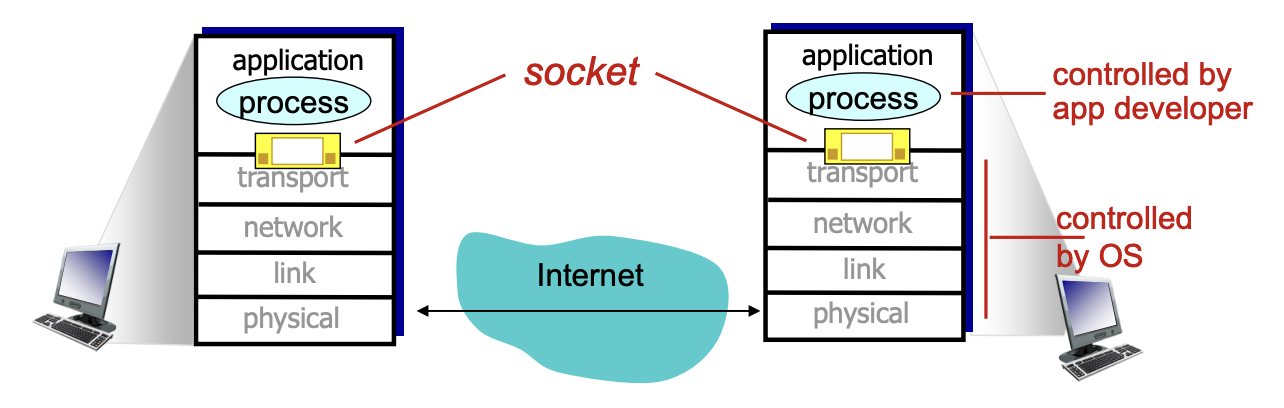 application
process
transport
network
link
physical
socket
Internet
application
process
transport
network
link
physical
controlled by
app developer
controlled
by OS